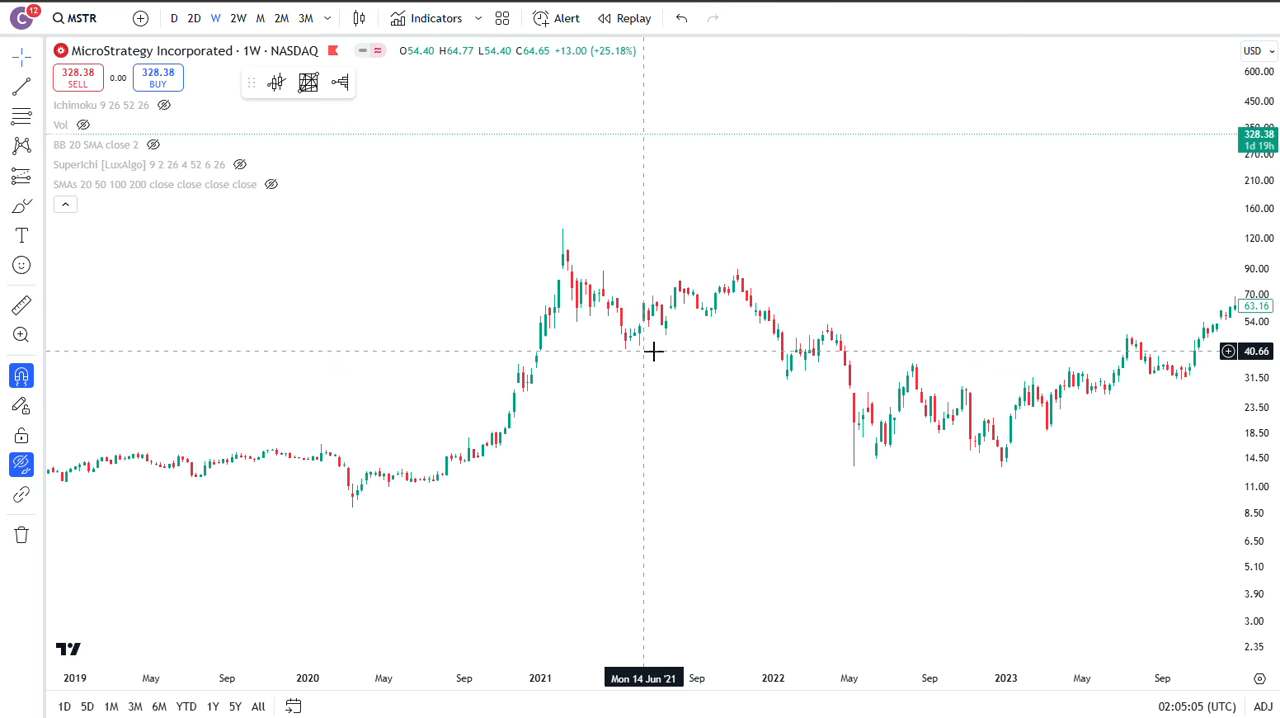 C 12 MSTR D 2D W 2W M 2M 3M Indicators Alert Replay
MicroStrategy Incorporated · 1W · NASDAQ O54.40 H64.77 L54.40 C64.65 +13.00 (+25.18%) USD
328.38 SELL 0.00 328.38 BUY
Ichimoku 9 26 52 26
Vol
BB 20 SMA close 2
SuperIchi [LuxAlgo] 9 2 26 4 52 6 26
SMAs 20 50 100 200 close close close close
600.00
450.00
328.38
1d 19h
270.00
210.00
160.00
120.00
90.00
70.00
63.16
54.00
40.66
31.50
23.50
18.50
14.50
11.00
8.50
6.50
5.10
3.90
3.00
2.35
T
2019 May Sep 2020 May Sep 2021 Mon 14 Jun '21 Sep 2022 May Sep 2023 May Sep
1D 5D 1M 3M 6M YTD 1Y 5Y All 02:05:05 (UTC) ADJ